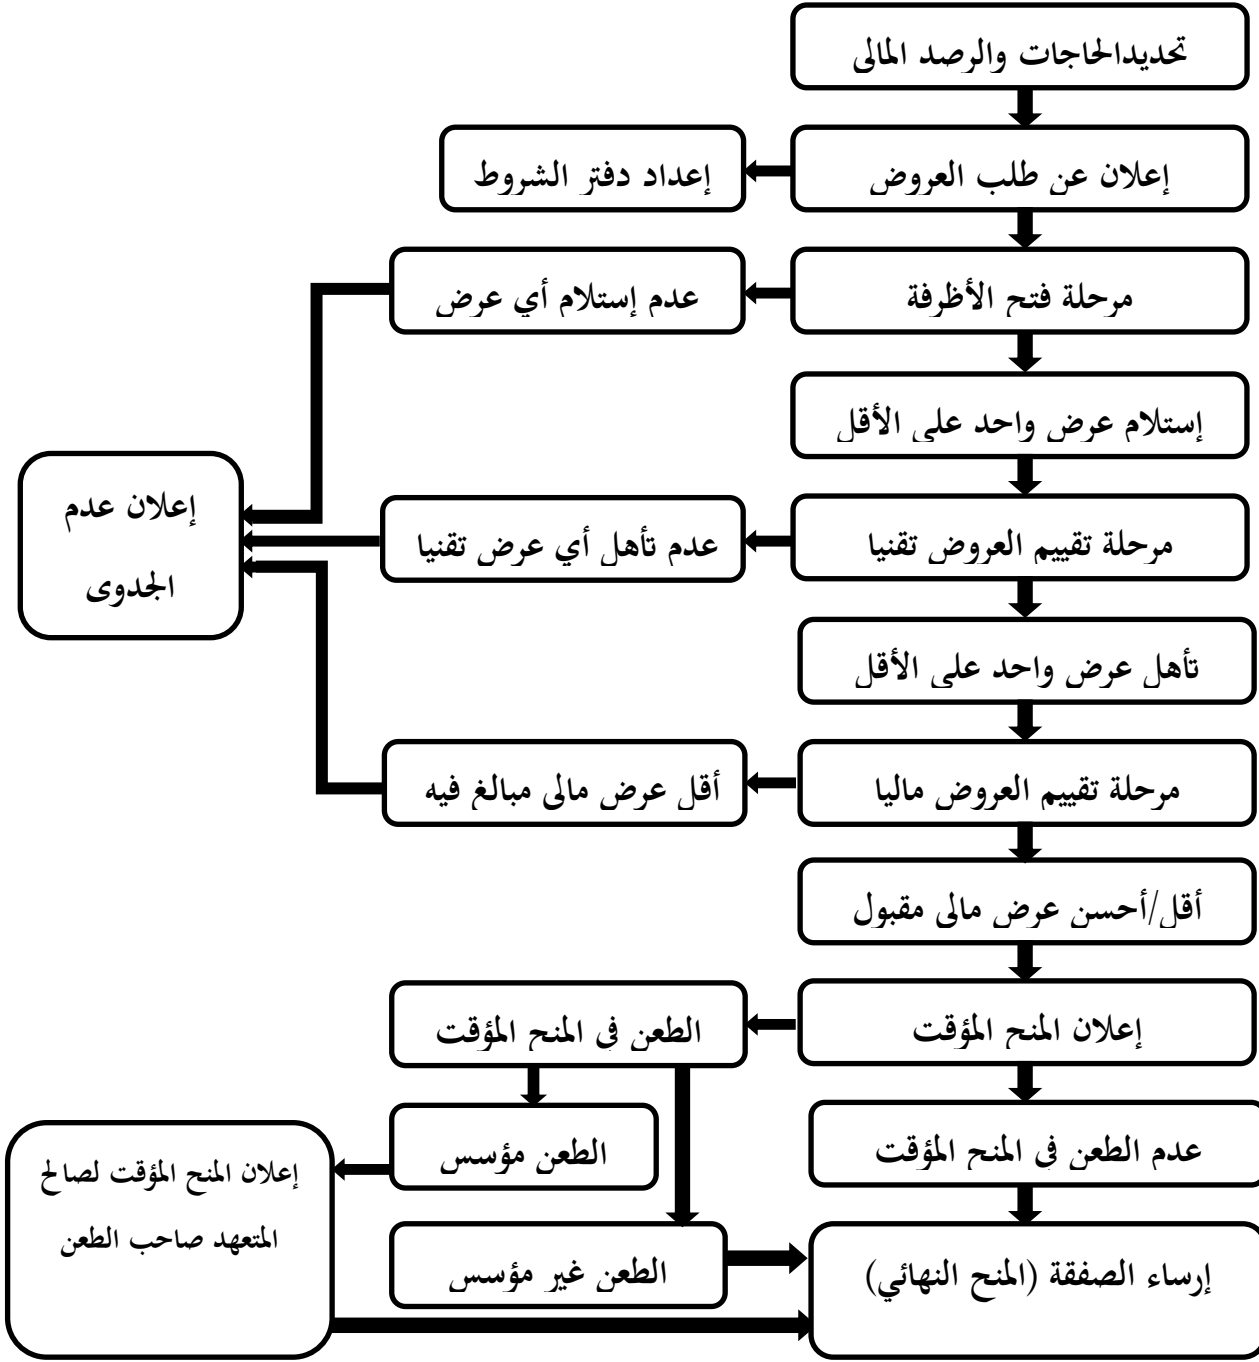 تحديدالحاجات والرصد المالى
إعلان عن طلب العروض
إعداد دفتر الشروط
مرحلة فتح الأظرفة
عدم إستلام أي عرض
إستلام عرض واحد على الأقل
مرحلة تقييم العروض تقنيا
عدم تأهل أي عرض تقنيا
إعلان عدم
الجدوى
تأهل عرض واحد على الأقل
مرحلة تقييم العروض ماليا
أقل عرض مالى مبالغ فيه
أقل/أحسن عرض مالى مقبول
إعلان المنح المؤقت
الطعن فى المنح المؤقت
عدم الطعن فى المنح المؤقت
الطعن مؤسس
إعلان المنح المؤقت لصالح
المتعهد صاحب الطعن
الطعن غير مؤسس
إرساء الصفقة (المنح النهائي)